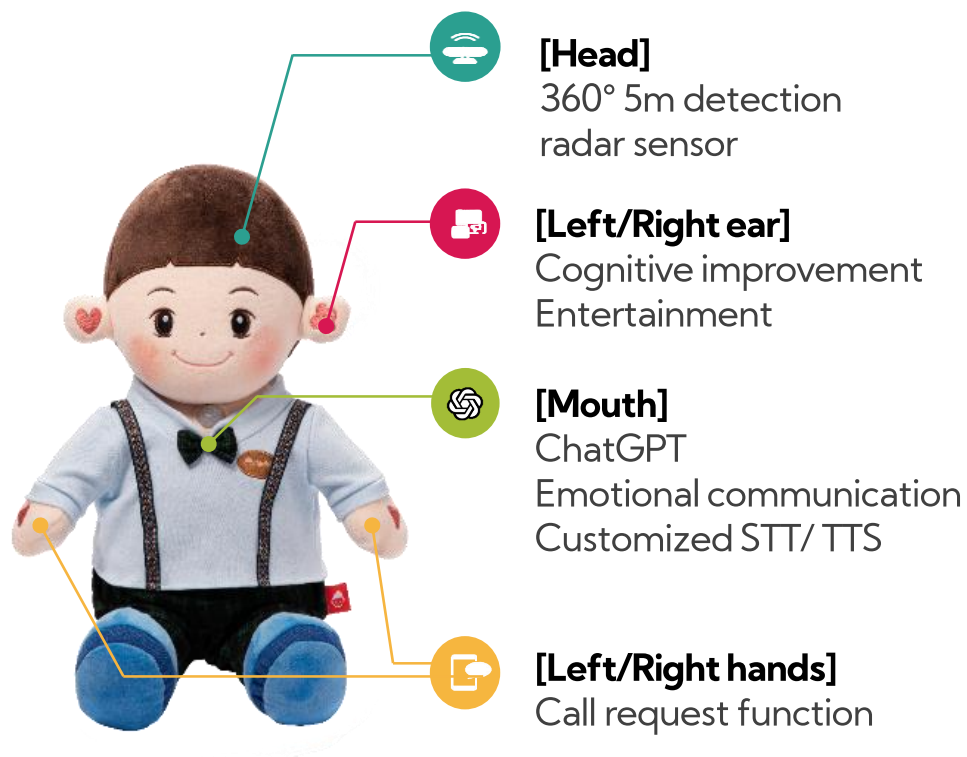 [Head]
360° 5m detection
radar sensor
[Left/Right ear]
Cognitive improvement
Entertainment
[Mouth]
ChatGPT
Emotional communication
Customized STT/ TTS
[Left/Right hands]
Call request function